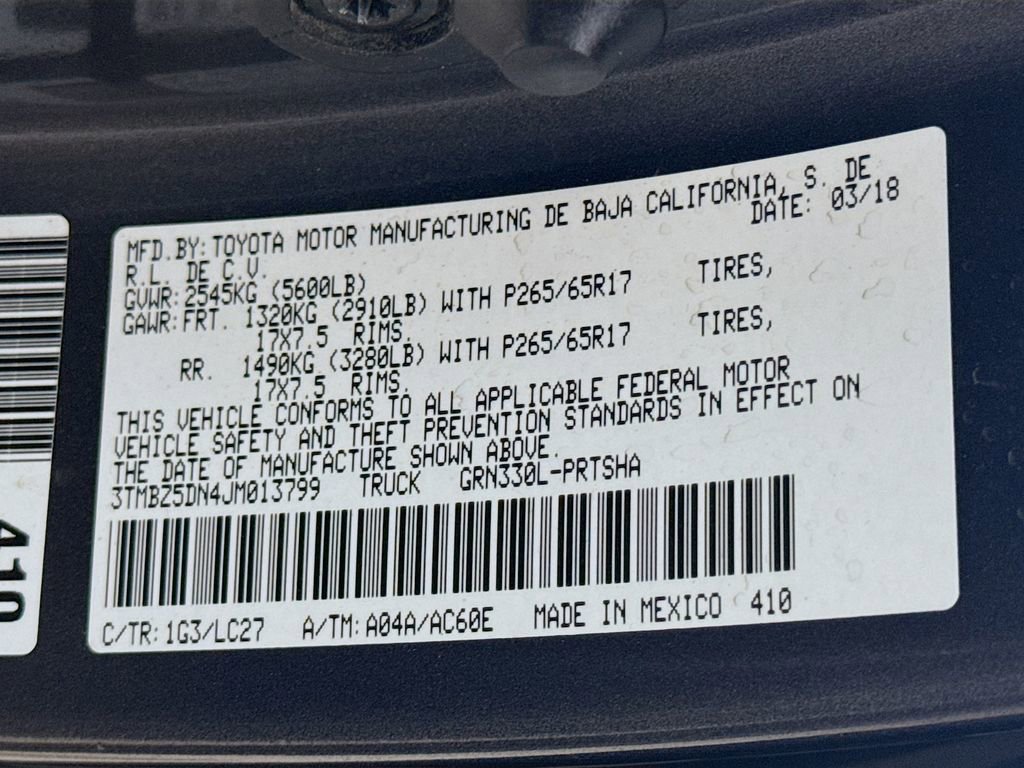 MFD.BY:TOYOTA MOTOR MANUFACTURING DE BAJA CALIFORNIA, S. DE
R.L. DE C.V. DATE: 03/18
GVWR:2545KG (5600LB)
GAWR:FRT. 1320KG (2910LB) WITH P265/65R17 TIRES,
17X7.5 RIMS.
RR. 1490KG (3280LB) WITH P265/65R17 TIRES,
17X7.5 RIMS.
THIS VEHICLE CONFORMS TO ALL APPLICABLE FEDERAL MOTOR
VEHICLE SAFETY AND THEFT PREVENTION STANDARDS IN EFFECT ON
THE DATE OF MANUFACTURE SHOWN ABOVE.
3TMBZ5DN4JM013799 TRUCK GRN330L-PRTSHA
C/TR:1G3/LC27 A/TM:A04A/AC60E MADE IN MEXICO 410
410